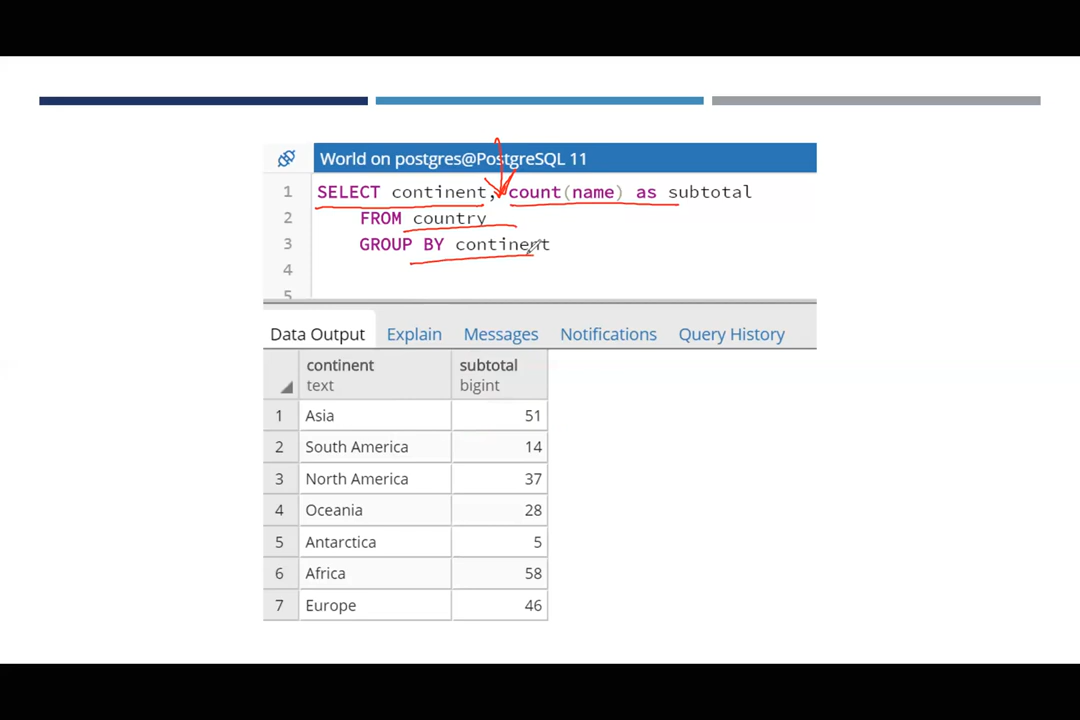 World on postgres@PostgreSQL 11
1 SELECT continent, count(name) as subtotal
2 FROM country
3 GROUP BY continent
4
5
Data Output Explain Messages Notifications Query History
continent subtotal
text bigint
1 Asia 51
2 South America 14
3 North America 37
4 Oceania 28
5 Antarctica 5
6 Africa 58
7 Europe 46